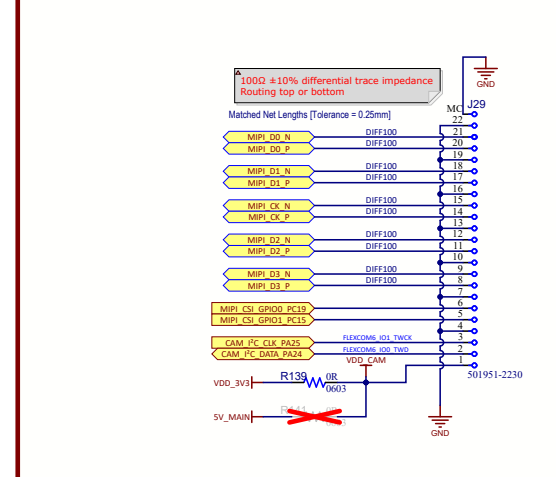 100Ω ±10% differential trace impedance
Routing top or bottom
GND
Matched Net Lengths [Tolerance = 0.25mm]
J29
MC
22
MIPI_D0_N DIFF100 21
MIPI_D0_P DIFF100 20
19
MIPI_D1_N DIFF100 18
MIPI_D1_P DIFF100 17
16
MIPI_CK_N DIFF100 15
MIPI_CK_P DIFF100 14
13
MIPI_D2_N DIFF100 12
MIPI_D2_P DIFF100 11
10
MIPI_D3_N DIFF100 9
MIPI_D3_P DIFF100 8
7
MIPI_CSI_GPIO0_PC19 6
MIPI_CSI_GPIO1_PC15 5
4
CAM_I²C_CLK_PA25 FLEXCOM6_IO1_TWCK 3
CAM_I²C_DATA_PA24 FLEXCOM6_IO0_TWD 2
VDD_CAM 1
501951-2230
VDD_3V3 R139 0R
0603
5V_MAIN
GND